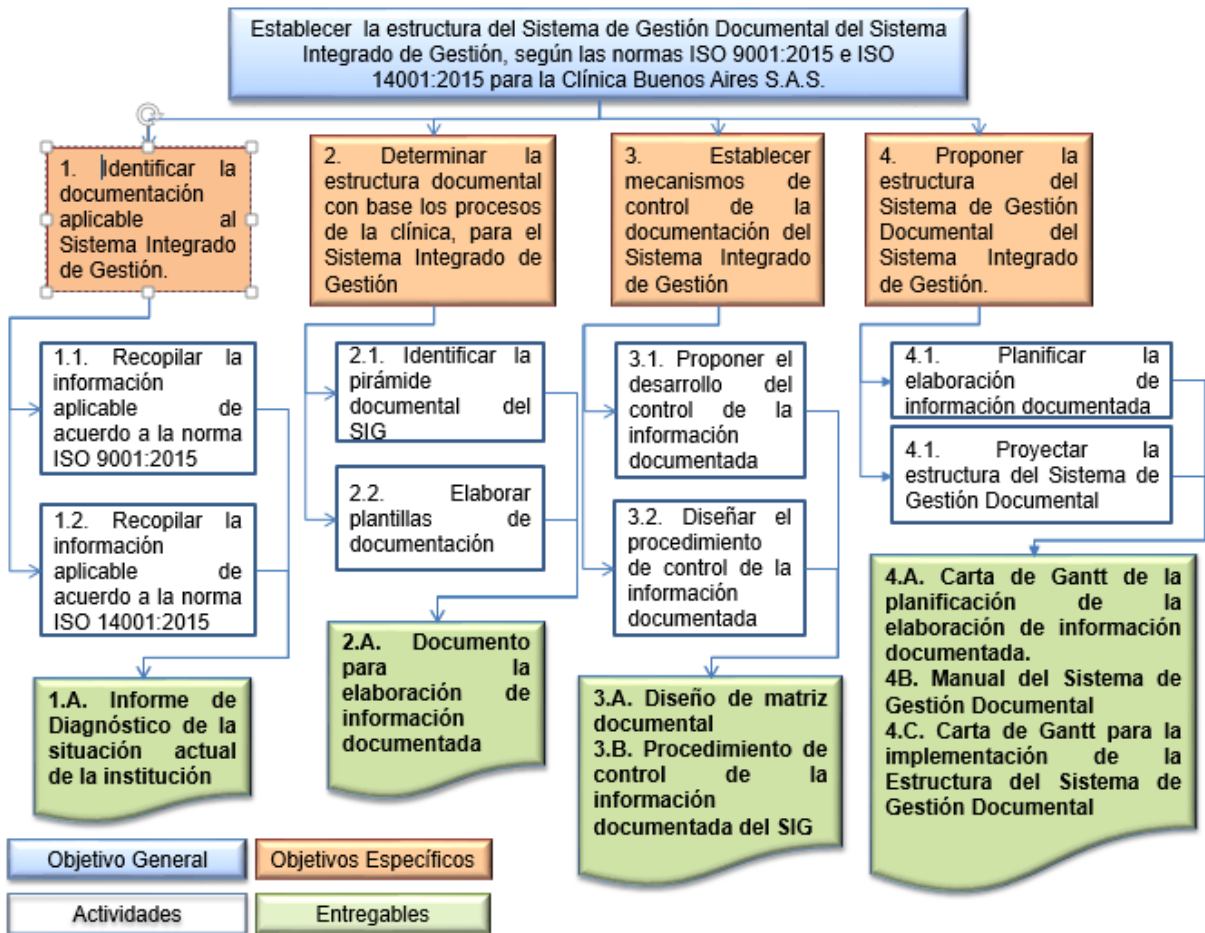 Establecer la estructura del Sistema de Gestión Documental del Sistema
Integrado de Gestión, según las normas ISO 9001:2015 e ISO
14001:2015 para la Clínica Buenos Aires S.A.S.
1. Identificar la
documentación
aplicable al
Sistema Integrado
de Gestión.
2. Determinar la
estructura documental
con base los procesos
de la clínica, para el
Sistema Integrado de
Gestión
3. Establecer
mecanismos de
control de la
documentación del
Sistema Integrado
de Gestión
4. Proponer la
estructura del
Sistema de Gestión
Documental del
Sistema Integrado
de Gestión.
1.1. Recopilar la
información
aplicable de
acuerdo a la norma
ISO 9001:2015
1.2. Recopilar la
información
aplicable de
acuerdo a la norma
ISO 14001:2015
1.A. Informe de
Diagnóstico de la
situación actual
de la institución
2.1. Identificar la
pirámide
documental del
SIG
2.2. Elaborar
plantillas de
documentación
2.A. Documento
para la
elaboración de
información
documentada
3.1. Proponer el
desarrollo del
control de la
información
documentada
3.2. Diseñar el
procedimiento
de control de la
información
documentada
3.A. Diseño de matriz
documental
3.B. Procedimiento de
control de la
información
documentada del SIG
4.1. Planificar la
elaboración de
información documentada
4.1. Proyectar la
estructura del Sistema de
Gestión Documental
4.A. Carta de Gantt de la
planificación de la
elaboración de información
documentada.
4B. Manual del Sistema de
Gestión Documental
4.C. Carta de Gantt para la
implementación de la
Estructura del Sistema de
Gestión Documental
Objetivo General
Objetivos Específicos
Actividades
Entregables